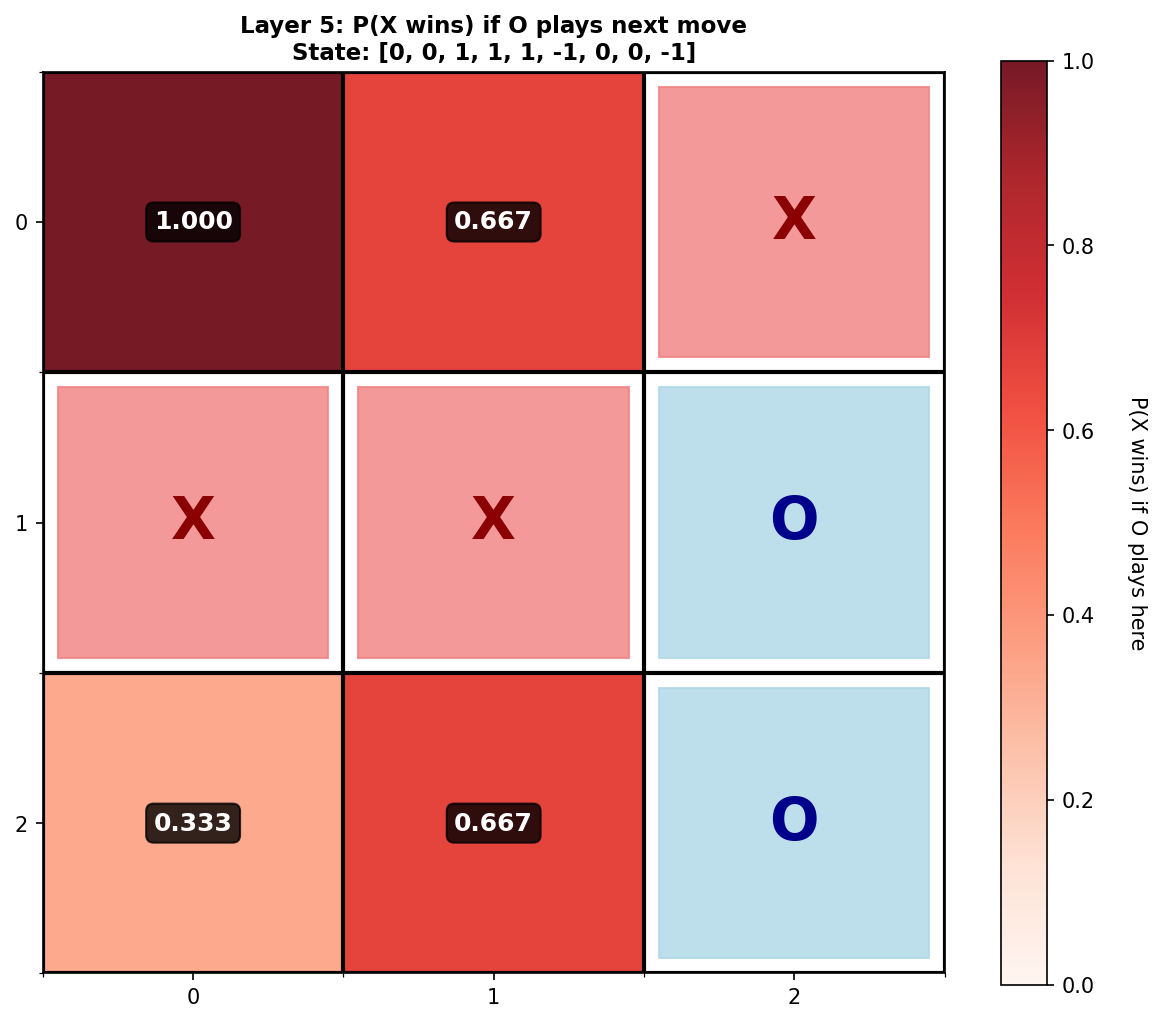 Layer 5: P(X wins) if O plays next move
State: [0, 0, 1, 1, 1, -1, 0, 0, -1]
0
1.000
0.667
X
1
X
X
O
2
0.333
0.667
O
0
1
2
1.0
0.8
0.6
0.4
0.2
0.0
P(X wins) if O plays here